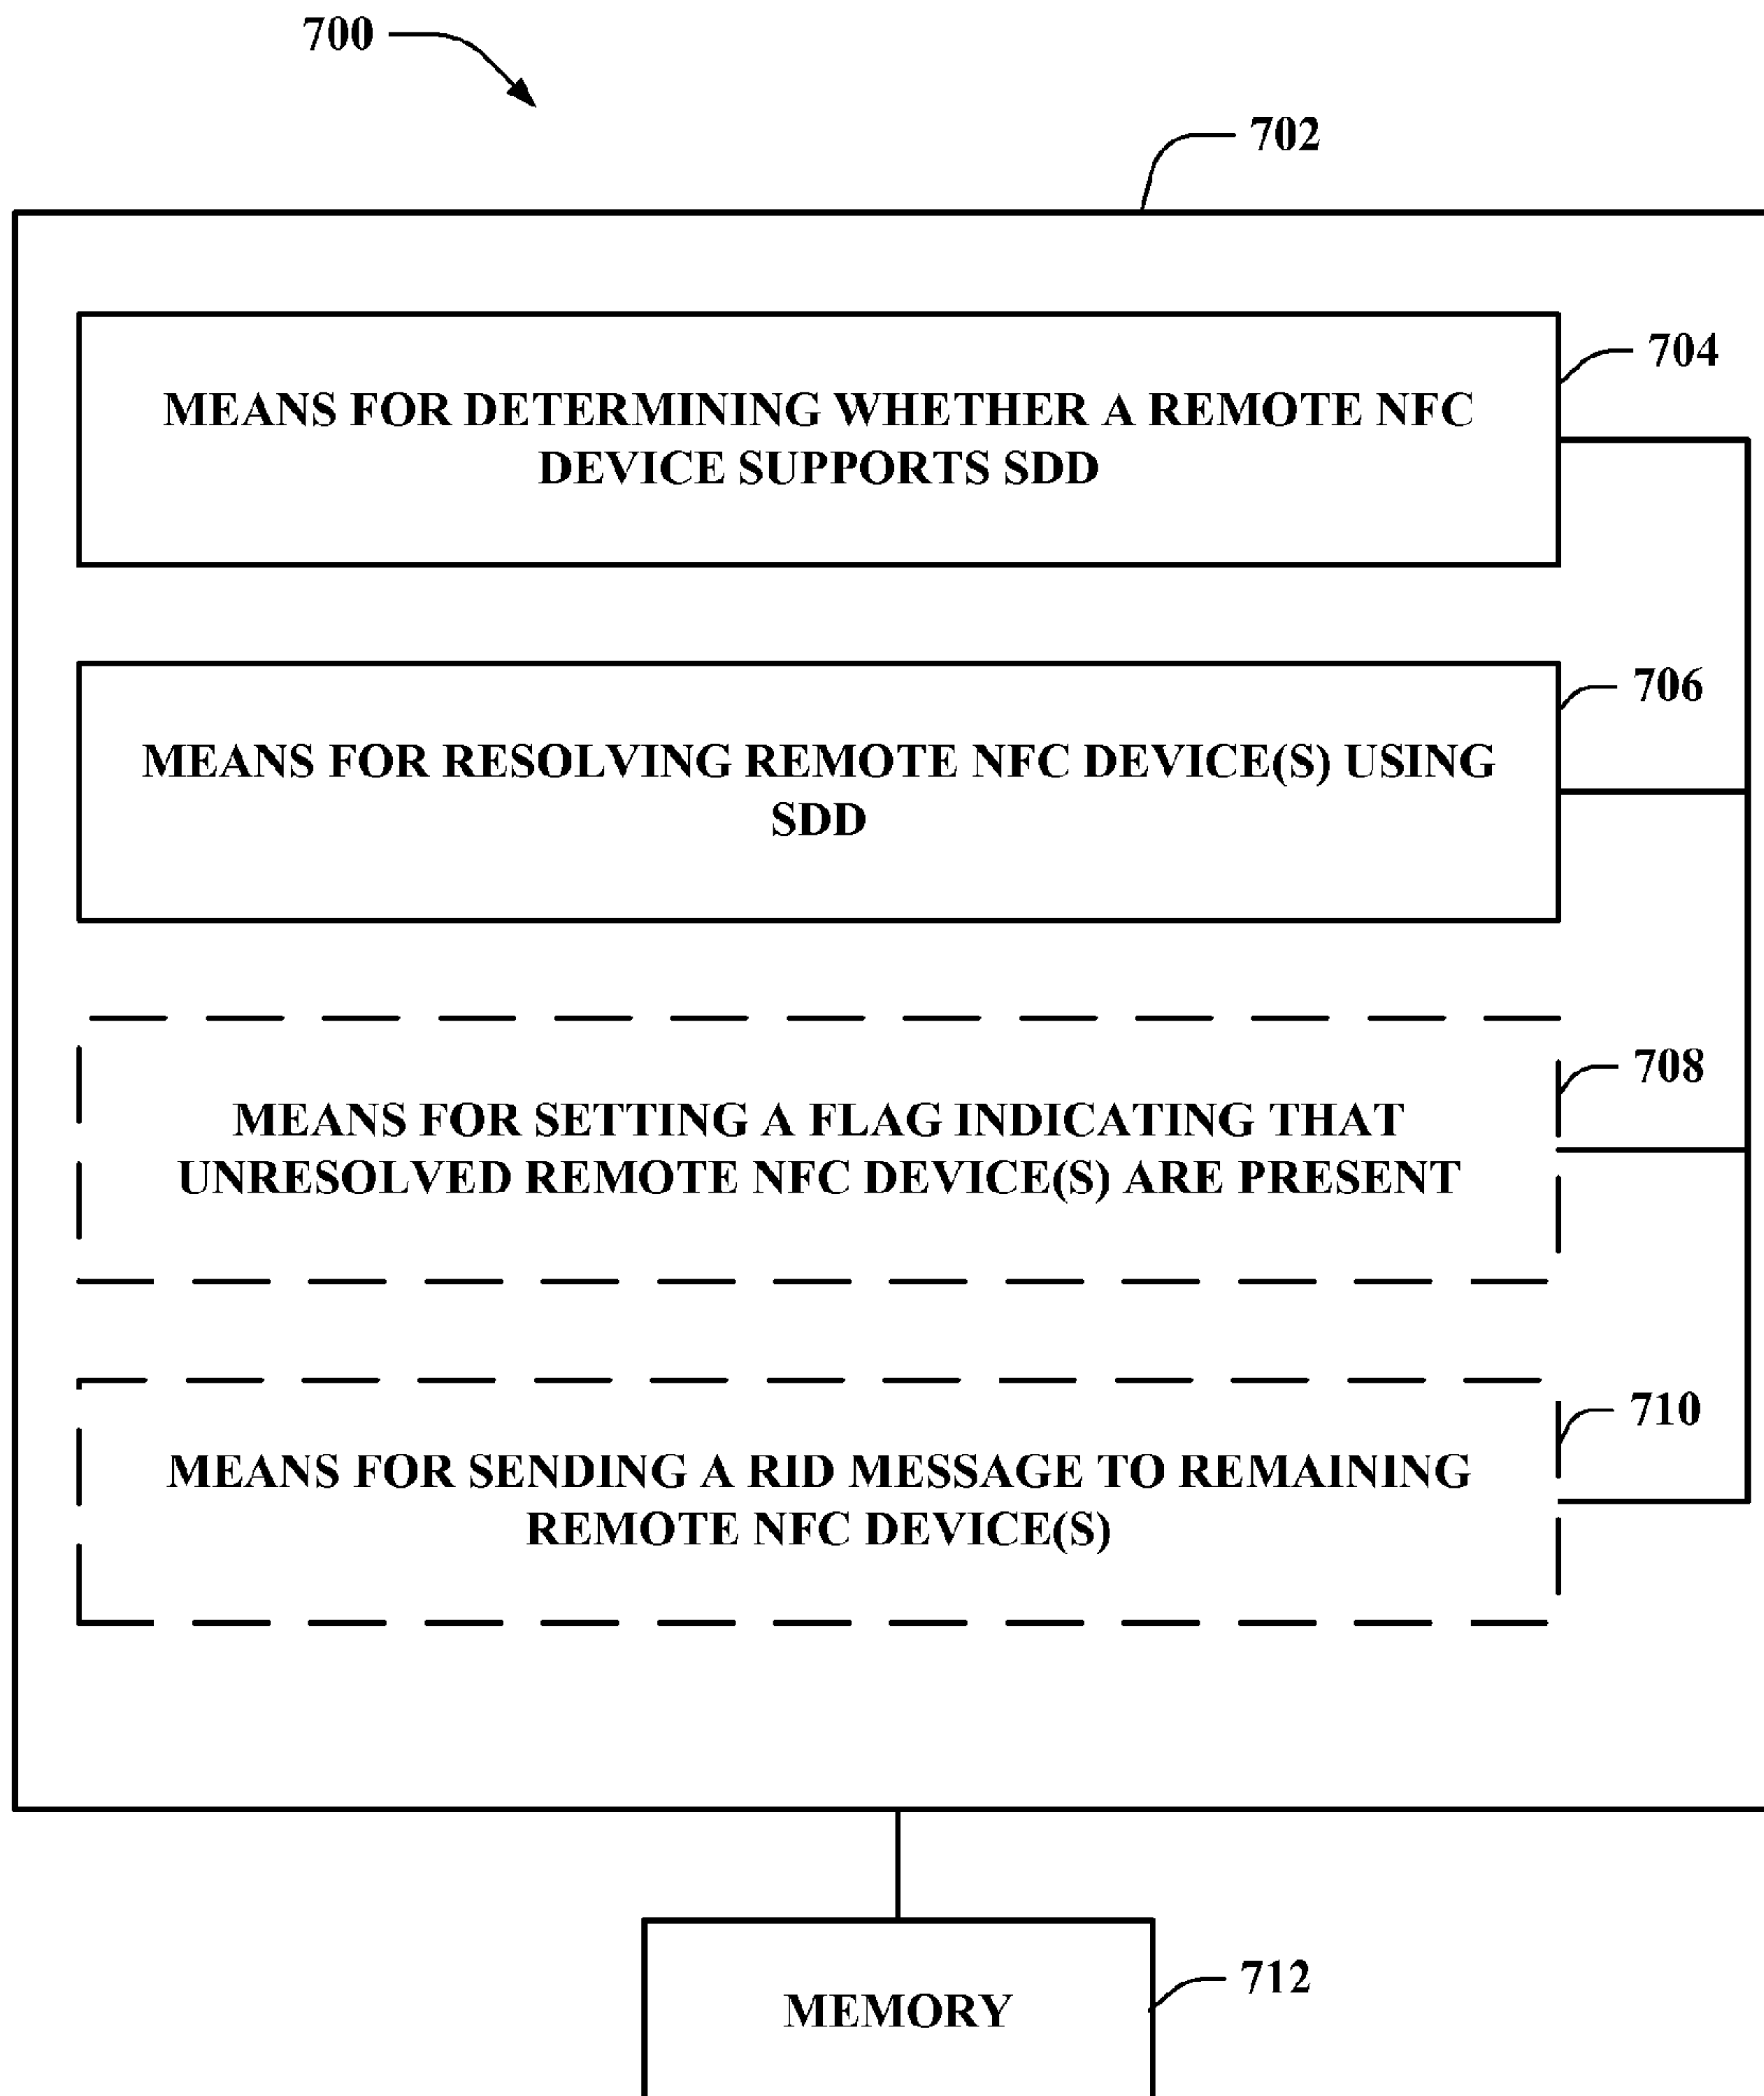 700
702
704
MEANS FOR DETERMINING WHETHER A REMOTE NFC
DEVICE SUPPORTS SDD
706
MEANS FOR RESOLVING REMOTE NFC DEVICE(S) USING
SDD
708
MEANS FOR SETTING A FLAG INDICATING THAT
UNRESOLVED REMOTE NFC DEVICE(S) ARE PRESENT
710
MEANS FOR SENDING A RID MESSAGE TO REMAINING
REMOTE NFC DEVICE(S)
712
MEMORY